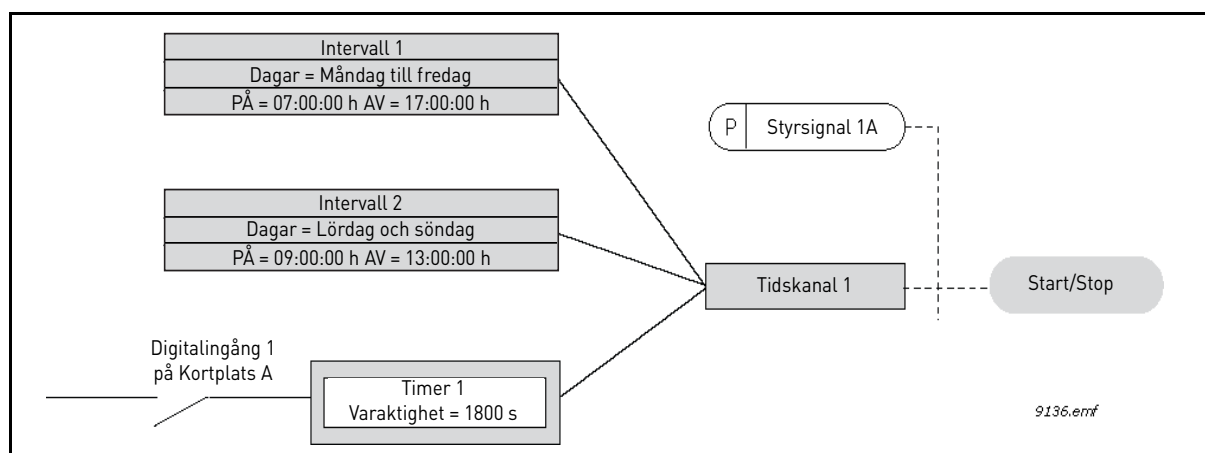 Intervall 1
Dagar = Måndag till fredag
PÅ = 07:00:00 h AV = 17:00:00 h
P
Styrsignal 1A
Intervall 2
Dagar = Lördag och söndag
PÅ = 09:00:00 h AV = 13:00:00 h
Tidskanal 1
Start/Stop
Digitalingång 1
på Kortplats A
Timer 1
Varaktighet = 1800 s
9136.emf